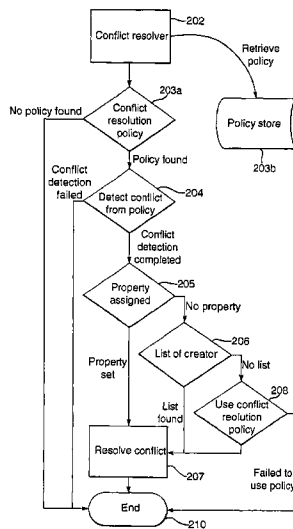 202
Conflict resolver
Retrieve
policy
203a
Conflict
resolution
policy
No policy found
Policy store
203b
Policy found
Conflict
detection
failed
204
Detect conflict
from policy
Conflict
detection
completed
205
Property
assigned
No property
206
List of creator
No list
Property
set
List
found
208
Use conflict
reolution
policy
Resolve conflict
207
Failed to
use policy
End
210